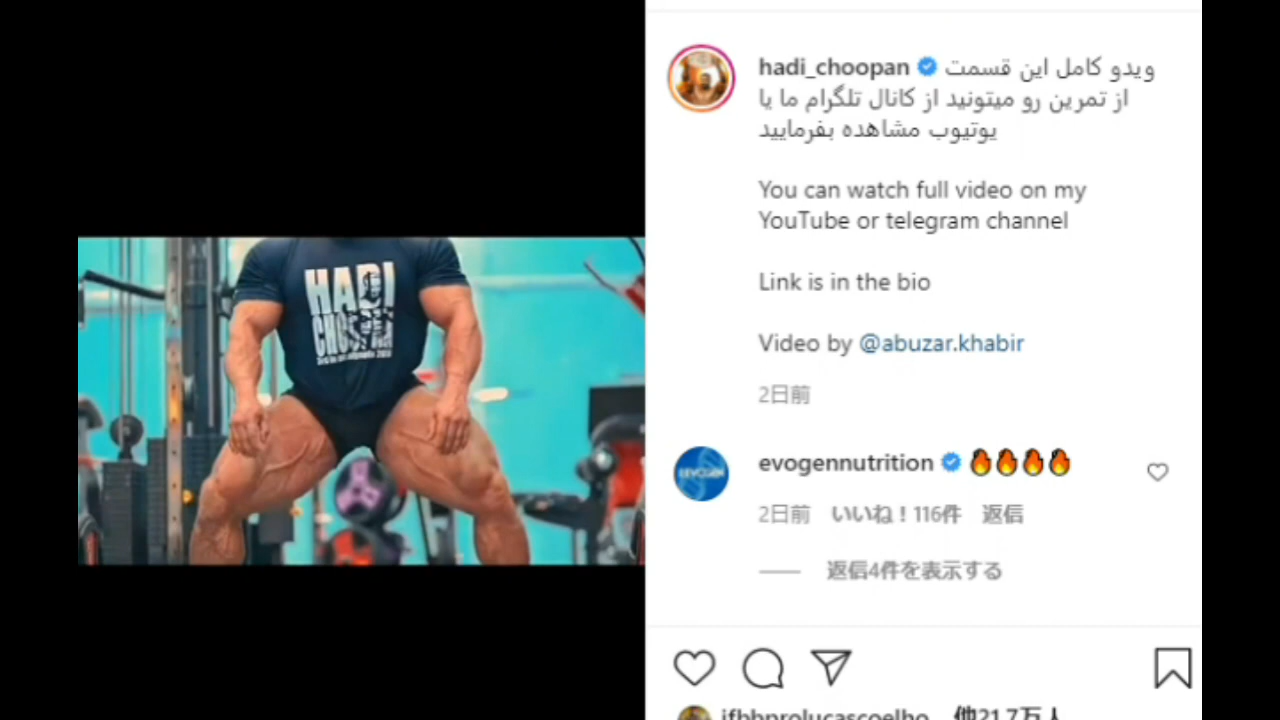 HADI
hadi_choopan ویدو کامل این قسمت
از تمرین رو میتونید از کانال تلگرام ما یا
یوتیوب مشاهده بفرمایید
You can watch full video on my
YouTube or telegram channel
Link is in the bio
Video by @abuzar.khabir
2日前
EVOGEN
evogennutrition 🔥🔥🔥🔥
2日前 いいね！116件 返信
返信4件を表示する
ifbbprolucascoelho、他21.7万人